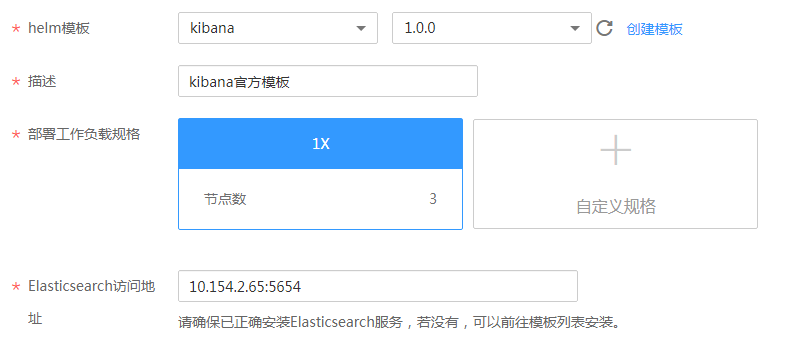 * helm模板 kibana 1.0.0 创建模板
* 描述 kibana官方模板
* 部署工作负载规格 1X
节点数 3
自定义规格
* Elasticsearch访问地
址
10.154.2.65:5654
请确保已正确安装Elasticsearch服务，若没有，可以前往模板列表安装。